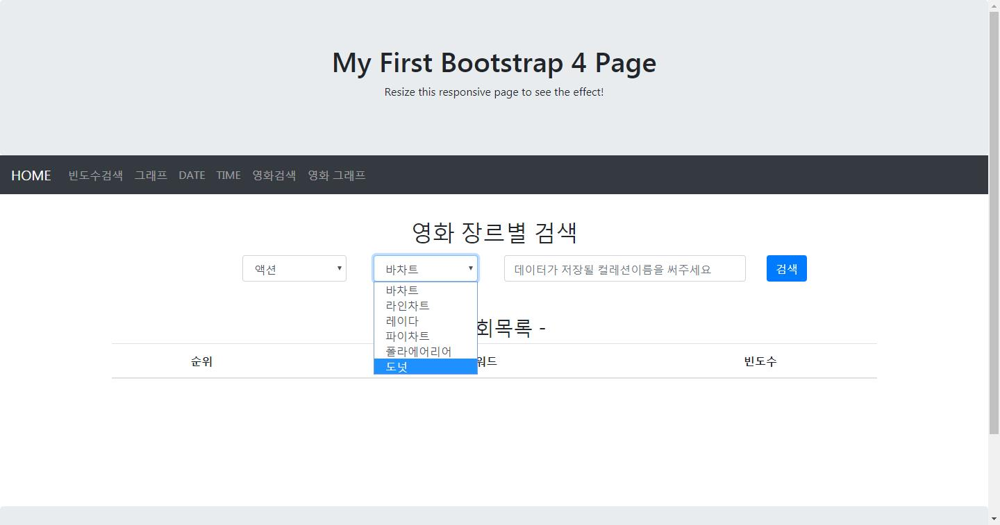 My First Bootstrap 4 Page
Resize this responsive page to see the effect!
HOME 빈도수검색 그래프 DATE TIME 영화검색 영화 그래프
영화 장르별 검색
액션 바차트 데이터가 저장될 컬레션이름을 써주세요 검색
바차트
라인차트
레이다
파이차트
폴라에어리어
도넛
회목록 -
순위 워드 빈도수